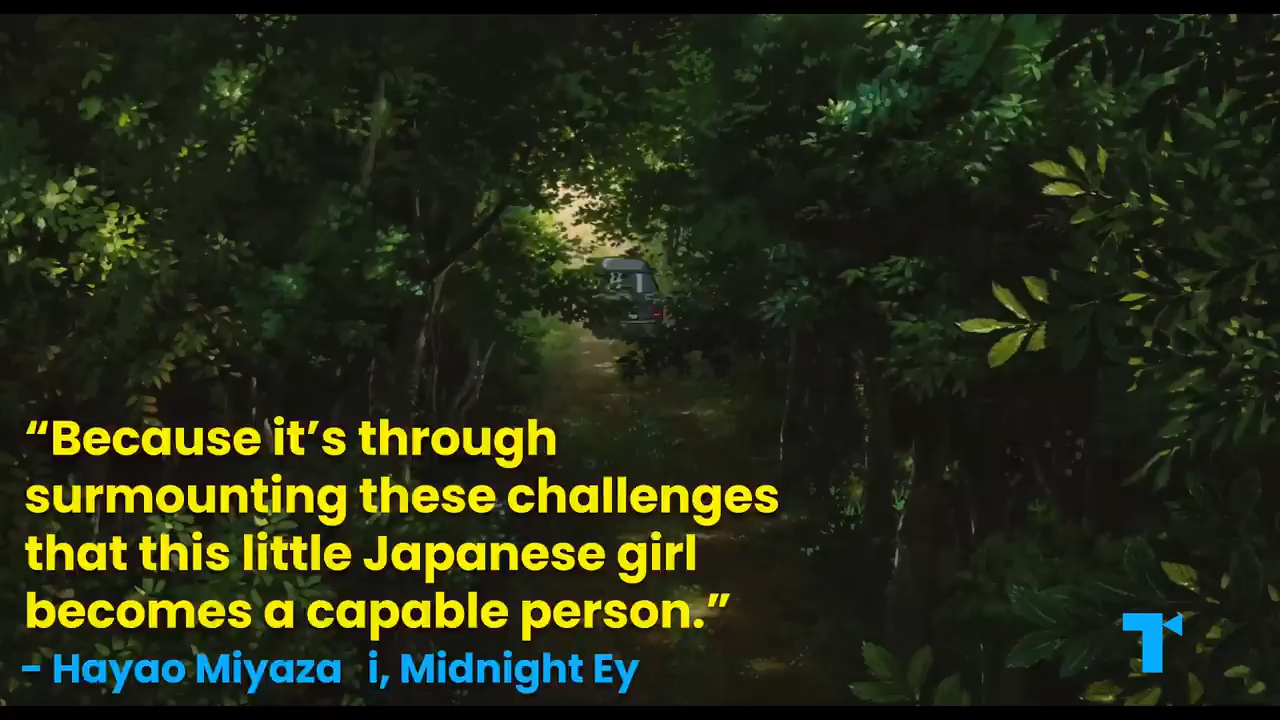 “Because it’s through
surmounting these challenges
that this little Japanese girl
becomes a capable person.”
- Hayao Miyaza i, Midnight Ey